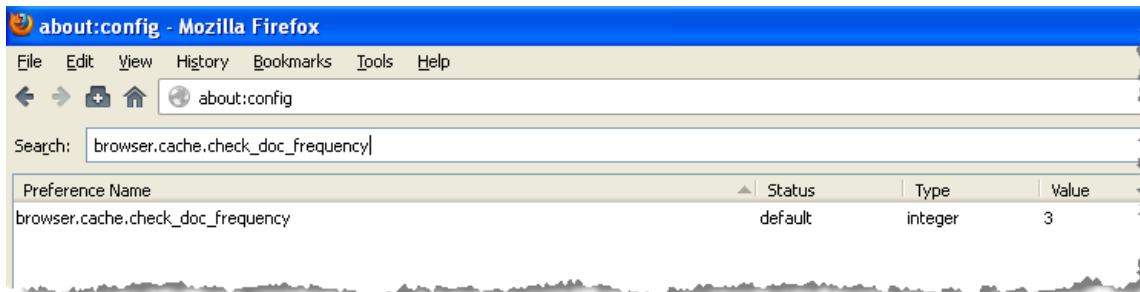 about:config - Mozilla Firefox
File Edit View History Bookmarks Tools Help
about:config
Search: browser.cache.check_doc_frequency
Preference Name Status Type Value
browser.cache.check_doc_frequency default integer 3